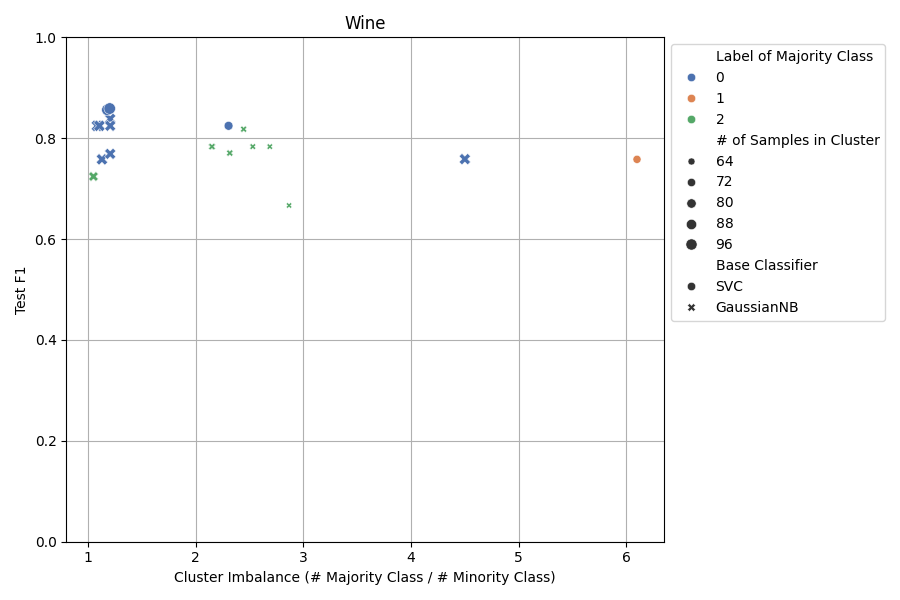 Wine
1.0
0.8
0.6
0.4
0.2
0.0
Test F1
1 2 3 4 5 6
Cluster Imbalance (# Majority Class / # Minority Class)
Label of Majority Class
0
1
2
# of Samples in Cluster
64
72
80
88
96
Base Classifier
SVC
GaussianNB